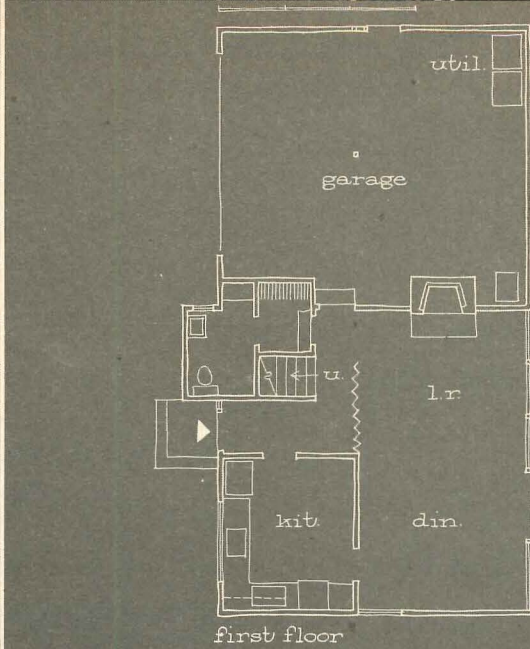 util.
garage
u.
l.r.
kit.
din.
first floor